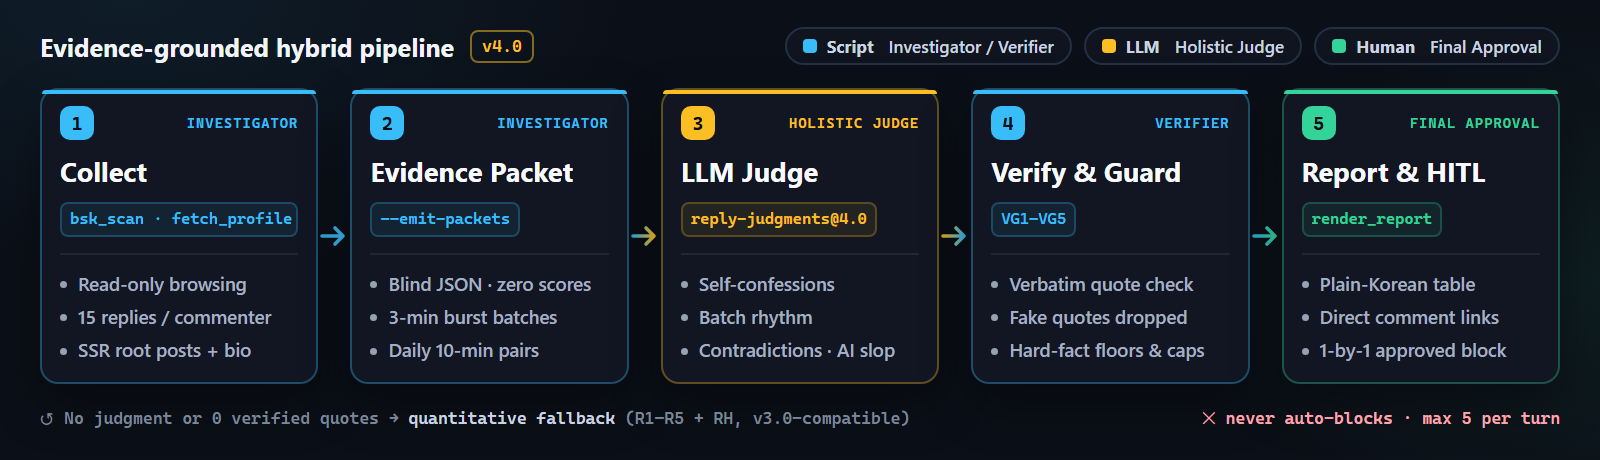 Evidence-grounded hybrid pipeline v4.0
Script Investigator / Verifier
LLM Holistic Judge
Human Final Approval
1 INVESTIGATOR
Collect
bsk_scan · fetch_profile
Read-only browsing
15 replies / commenter
SSR root posts + bio
2 INVESTIGATOR
Evidence Packet
--emit-packets
Blind JSON · zero scores
3-min burst batches
Daily 10-min pairs
3 HOLISTIC JUDGE
LLM Judge
reply-judgments@4.0
Self-confessions
Batch rhythm
Contradictions · AI slop
4 VERIFIER
Verify & Guard
VG1–VG5
Verbatim quote check
Fake quotes dropped
Hard-fact floors & caps
5 FINAL APPROVAL
Report & HITL
render_report
Plain-Korean table
Direct comment links
1-by-1 approved block
↺ No judgment or 0 verified quotes → quantitative fallback (R1–R5 + RH, v3.0-compatible)
✕ never auto-blocks · max 5 per turn